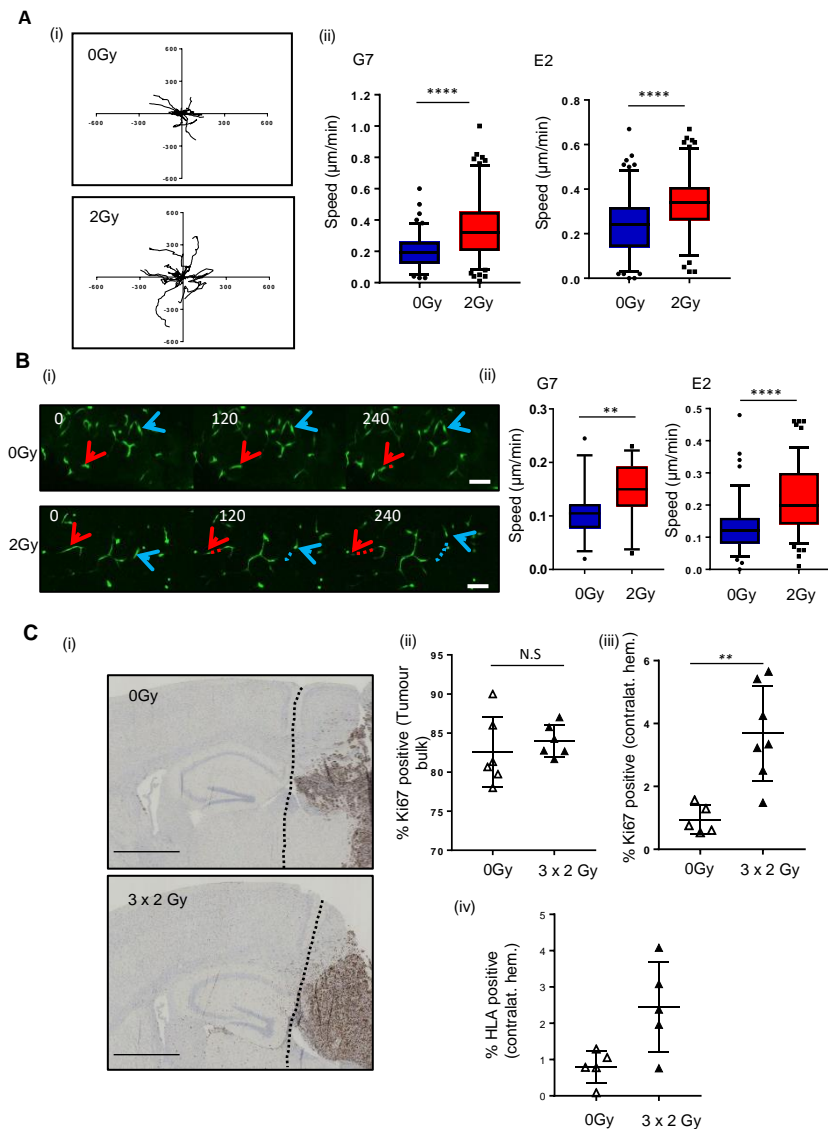 A
(i)
0Gy
600
300
-600 -300 300 600
-300
-600
2Gy
600
300
-600 -300 300 600
-300
-600
(ii)
G7
****
Speed (µm/min)
1.2
1.0
0.8
0.6
0.4
0.2
0.0
0Gy 2Gy
E2
****
Speed (µm/min)
0.8
0.6
0.4
0.2
0.0
0Gy 2Gy
B
(i)
0Gy
0 120 240
2Gy
0 120 240
(ii)
G7
**
Speed (µm/min)
0.3
0.2
0.1
0.0
0Gy 2Gy
E2
****
Speed (µm/min)
0.5
0.4
0.3
0.2
0.1
0.0
0Gy 2Gy
C
(i)
0Gy
3 x 2 Gy
(ii)
N.S
% Ki67 positive (Tumour
bulk)
95
90
85
80
75
70
0Gy 3 x 2 Gy
(iii)
**
% Ki67 positive (contralat. hem.)
6
4
2
0
0Gy 3 x 2 Gy
(iv)
% HLA positive
(contralat. hem.)
5
4
3
2
1
0
0Gy 3 x 2 Gy